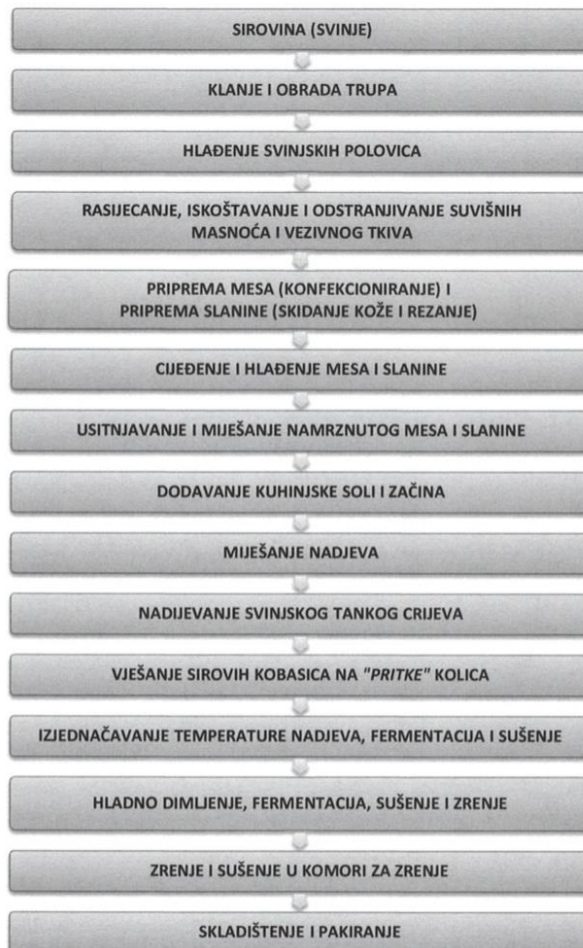 SIROVINA (SVINJE)
KLANJE I OBRADA TRUPA
HLAĐENJE SVINJSKIH POLOVICA
RASIJECANJE, ISKOŠTAVANJE I ODSTRANJIVANJE SUVIŠNIH
MASNOĆA I VEZIVNOG TKIVA
PRIPREMA MESA (KONFEKCIONIRANJE) I
PRIPREMA SLANINE (SKIDANJE KOŽE I REZANJE)
CIJEĐENJE I HLAĐENJE MESA I SLANINE
USITNJAVANJE I MIJEŠANJE NAMRZNUTOG MESA I SLANINE
DODAVANJE KUHINJSKE SOLI I ZAČINA
MIJEŠANJE NADJEVA
NADIJEVANJE SVINJSKOG TANKOG CRIJEVA
VJEŠANJE SIROVIH KOBASICA NA "PRITKE" KOLICA
IZJEDNAČAVANJE TEMPERATURE NADJEVA, FERMENTACIJA I SUŠENJE
HLADNO DIMLJENJE, FERMENTACIJA, SUŠENJE I ZRENJE
ZRENJE I SUŠENJE U KOMORI ZA ZRENJE
SKLADIŠTENJE I PAKIRANJE